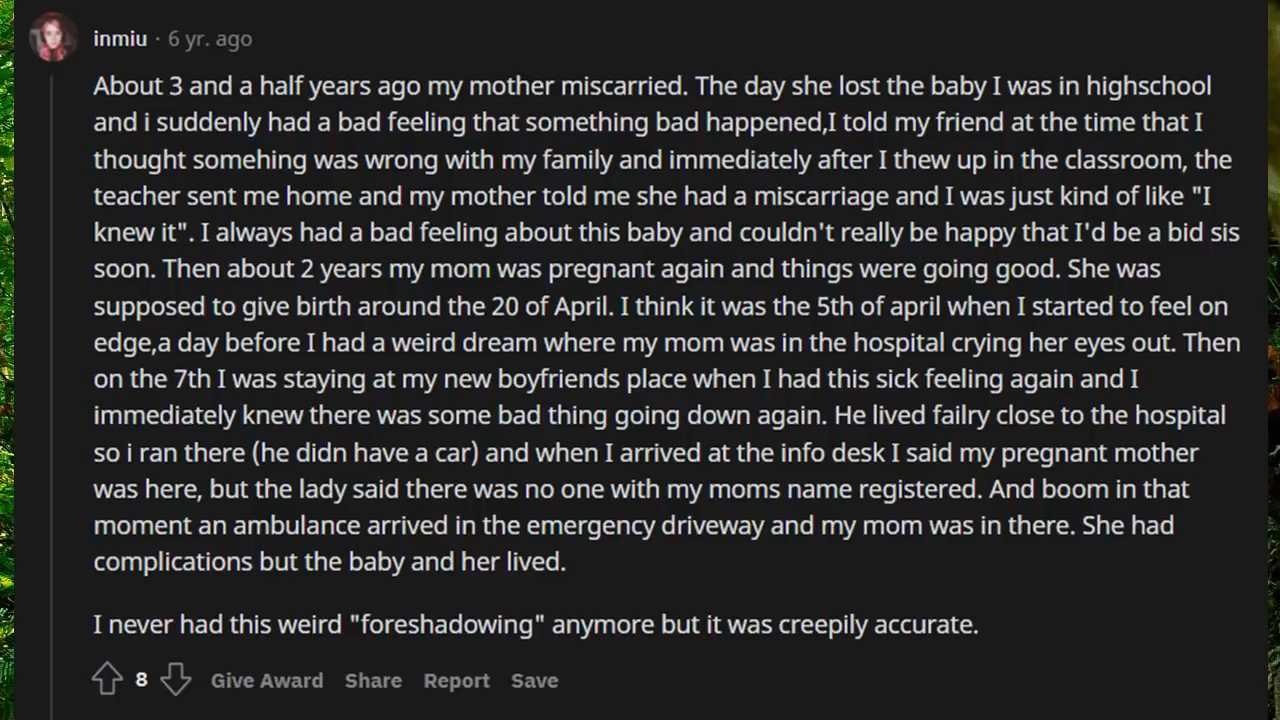 inmiu · 6 yr. ago
About 3 and a half years ago my mother miscarried. The day she lost the baby I was in highschool
and i suddenly had a bad feeling that something bad happened,I told my friend at the time that I
thought somehing was wrong with my family and immediately after I thew up in the classroom, the
teacher sent me home and my mother told me she had a miscarriage and I was just kind of like "I
knew it". I always had a bad feeling about this baby and couldn't really be happy that I'd be a bid sis
soon. Then about 2 years my mom was pregnant again and things were going good. She was
supposed to give birth around the 20 of April. I think it was the 5th of april when I started to feel on
edge,a day before I had a weird dream where my mom was in the hospital crying her eyes out. Then
on the 7th I was staying at my new boyfriends place when I had this sick feeling again and I
immediately knew there was some bad thing going down again. He lived failry close to the hospital
so i ran there (he didn have a car) and when I arrived at the info desk I said my pregnant mother
was here, but the lady said there was no one with my moms name registered. And boom in that
moment an ambulance arrived in the emergency driveway and my mom was in there. She had
complications but the baby and her lived.
I never had this weird "foreshadowing" anymore but it was creepily accurate.
8 Give Award Share Report Save